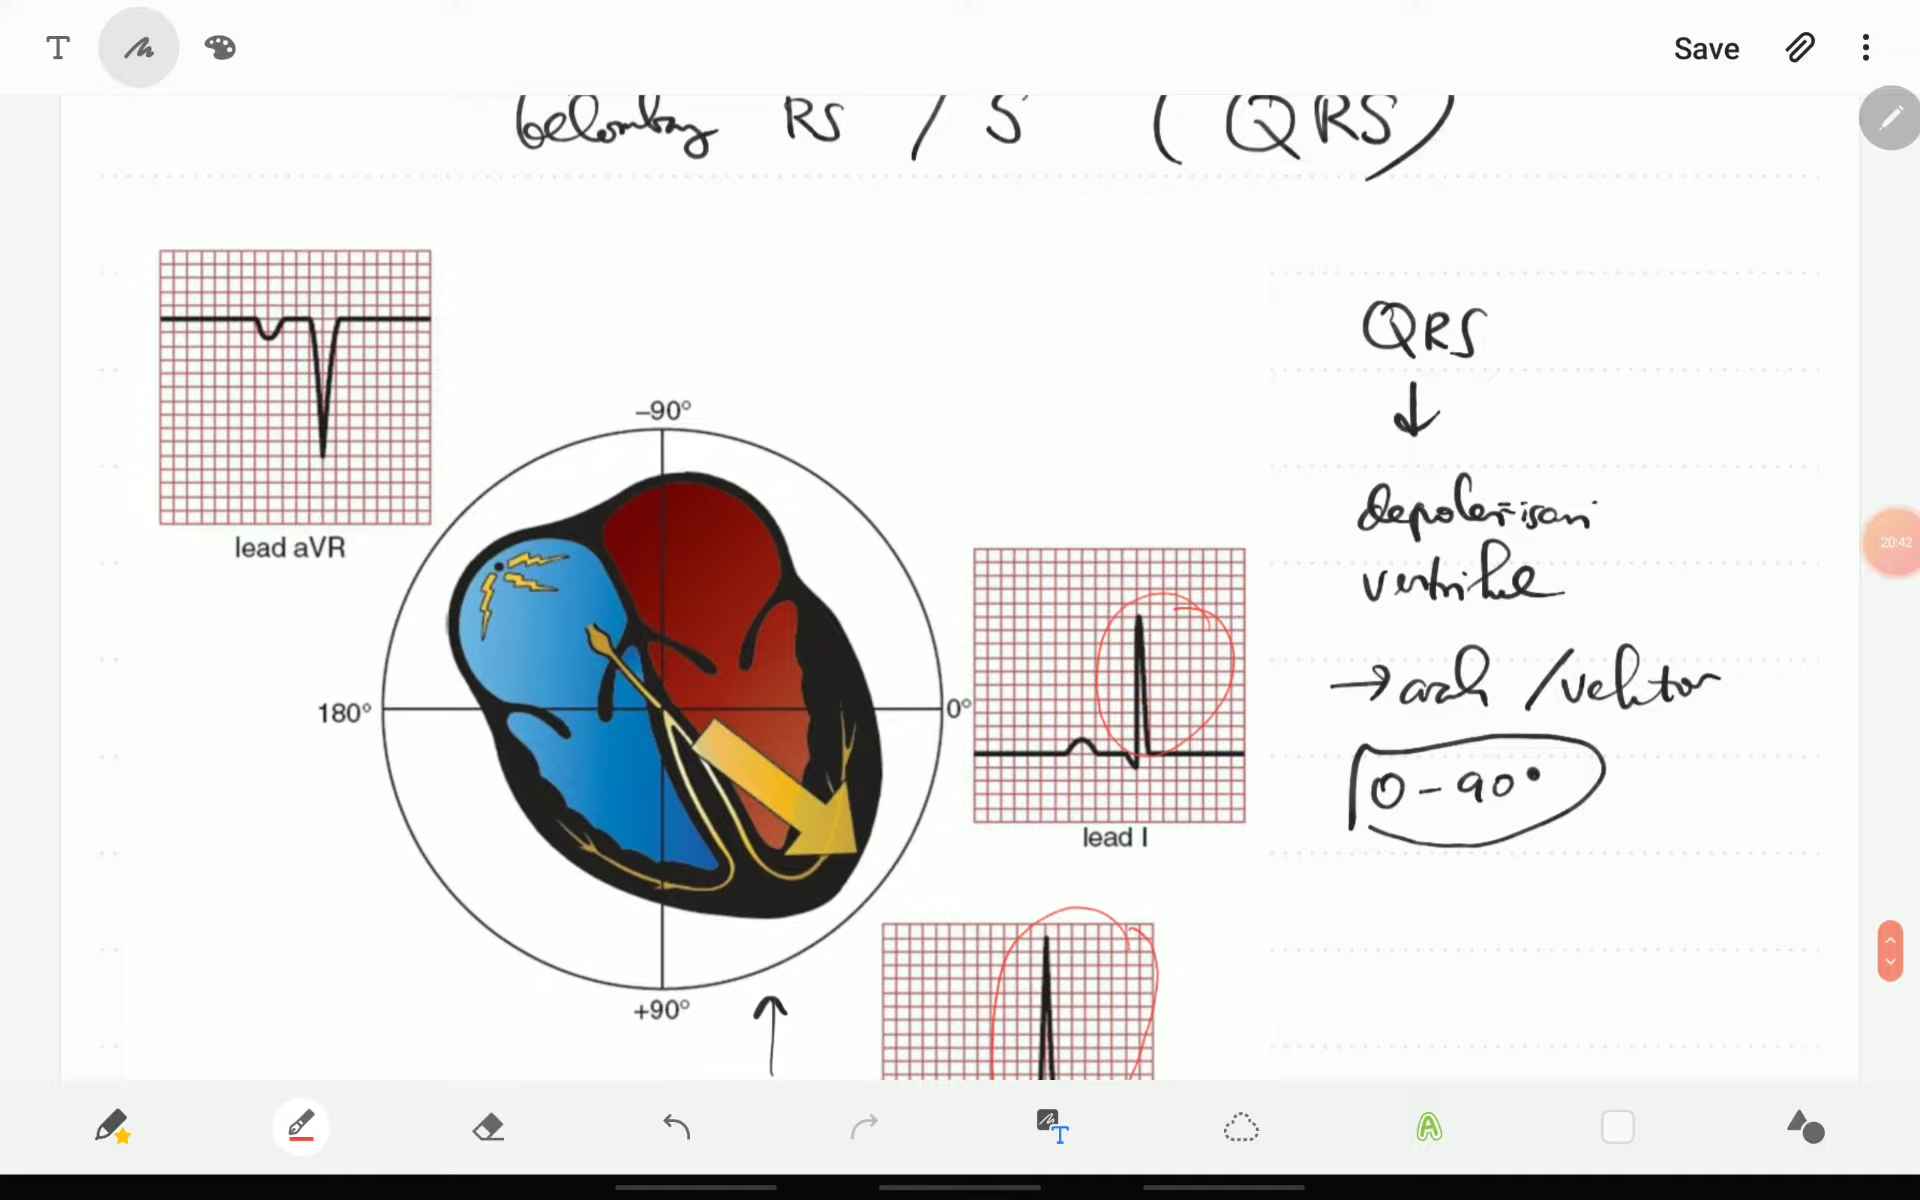 Save
gelombang RS / S (QRS)
QRS
lead aVR
–90°
depolarisasi
ventrikel
20:42
180°
0°
→ arah /vektor
0 - 90°
lead I
+90°
T
A